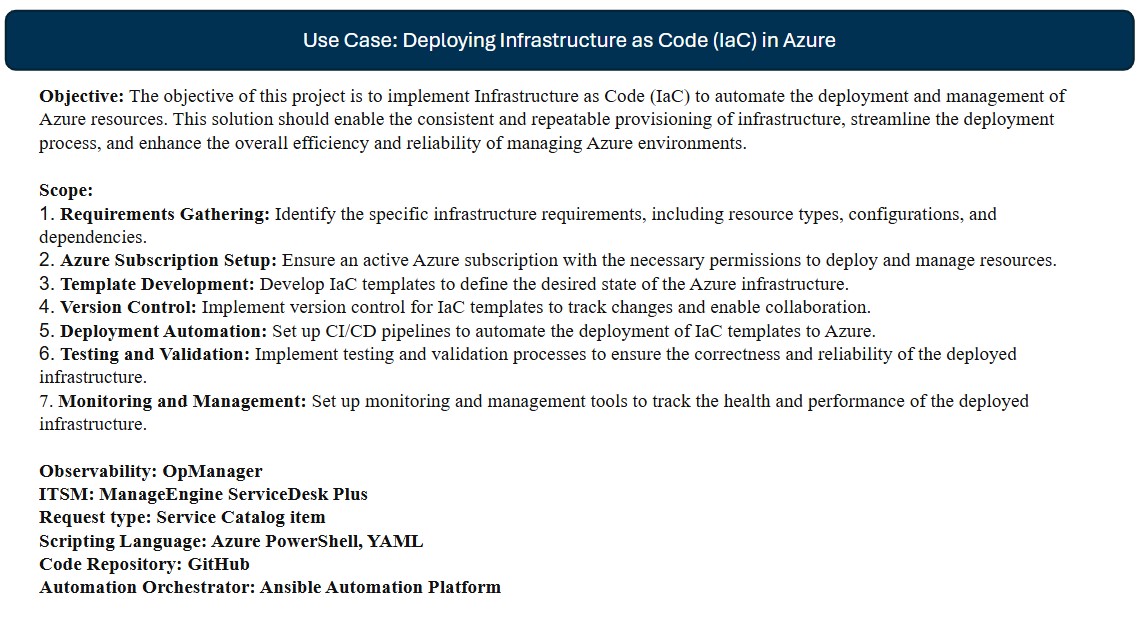 Use Case: Deploying Infrastructure as Code (IaC) in Azure
Objective: The objective of this project is to implement Infrastructure as Code (IaC) to automate the deployment and management of
Azure resources. This solution should enable the consistent and repeatable provisioning of infrastructure, streamline the deployment
process, and enhance the overall efficiency and reliability of managing Azure environments.
Scope:
1. Requirements Gathering: Identify the specific infrastructure requirements, including resource types, configurations, and
dependencies.
2. Azure Subscription Setup: Ensure an active Azure subscription with the necessary permissions to deploy and manage resources.
3. Template Development: Develop IaC templates to define the desired state of the Azure infrastructure.
4. Version Control: Implement version control for IaC templates to track changes and enable collaboration.
5. Deployment Automation: Set up CI/CD pipelines to automate the deployment of IaC templates to Azure.
6. Testing and Validation: Implement testing and validation processes to ensure the correctness and reliability of the deployed
infrastructure.
7. Monitoring and Management: Set up monitoring and management tools to track the health and performance of the deployed
infrastructure.
Observability: OpManager
ITSM: ManageEngine ServiceDesk Plus
Request type: Service Catalog item
Scripting Language: Azure PowerShell, YAML
Code Repository: GitHub
Automation Orchestrator: Ansible Automation Platform